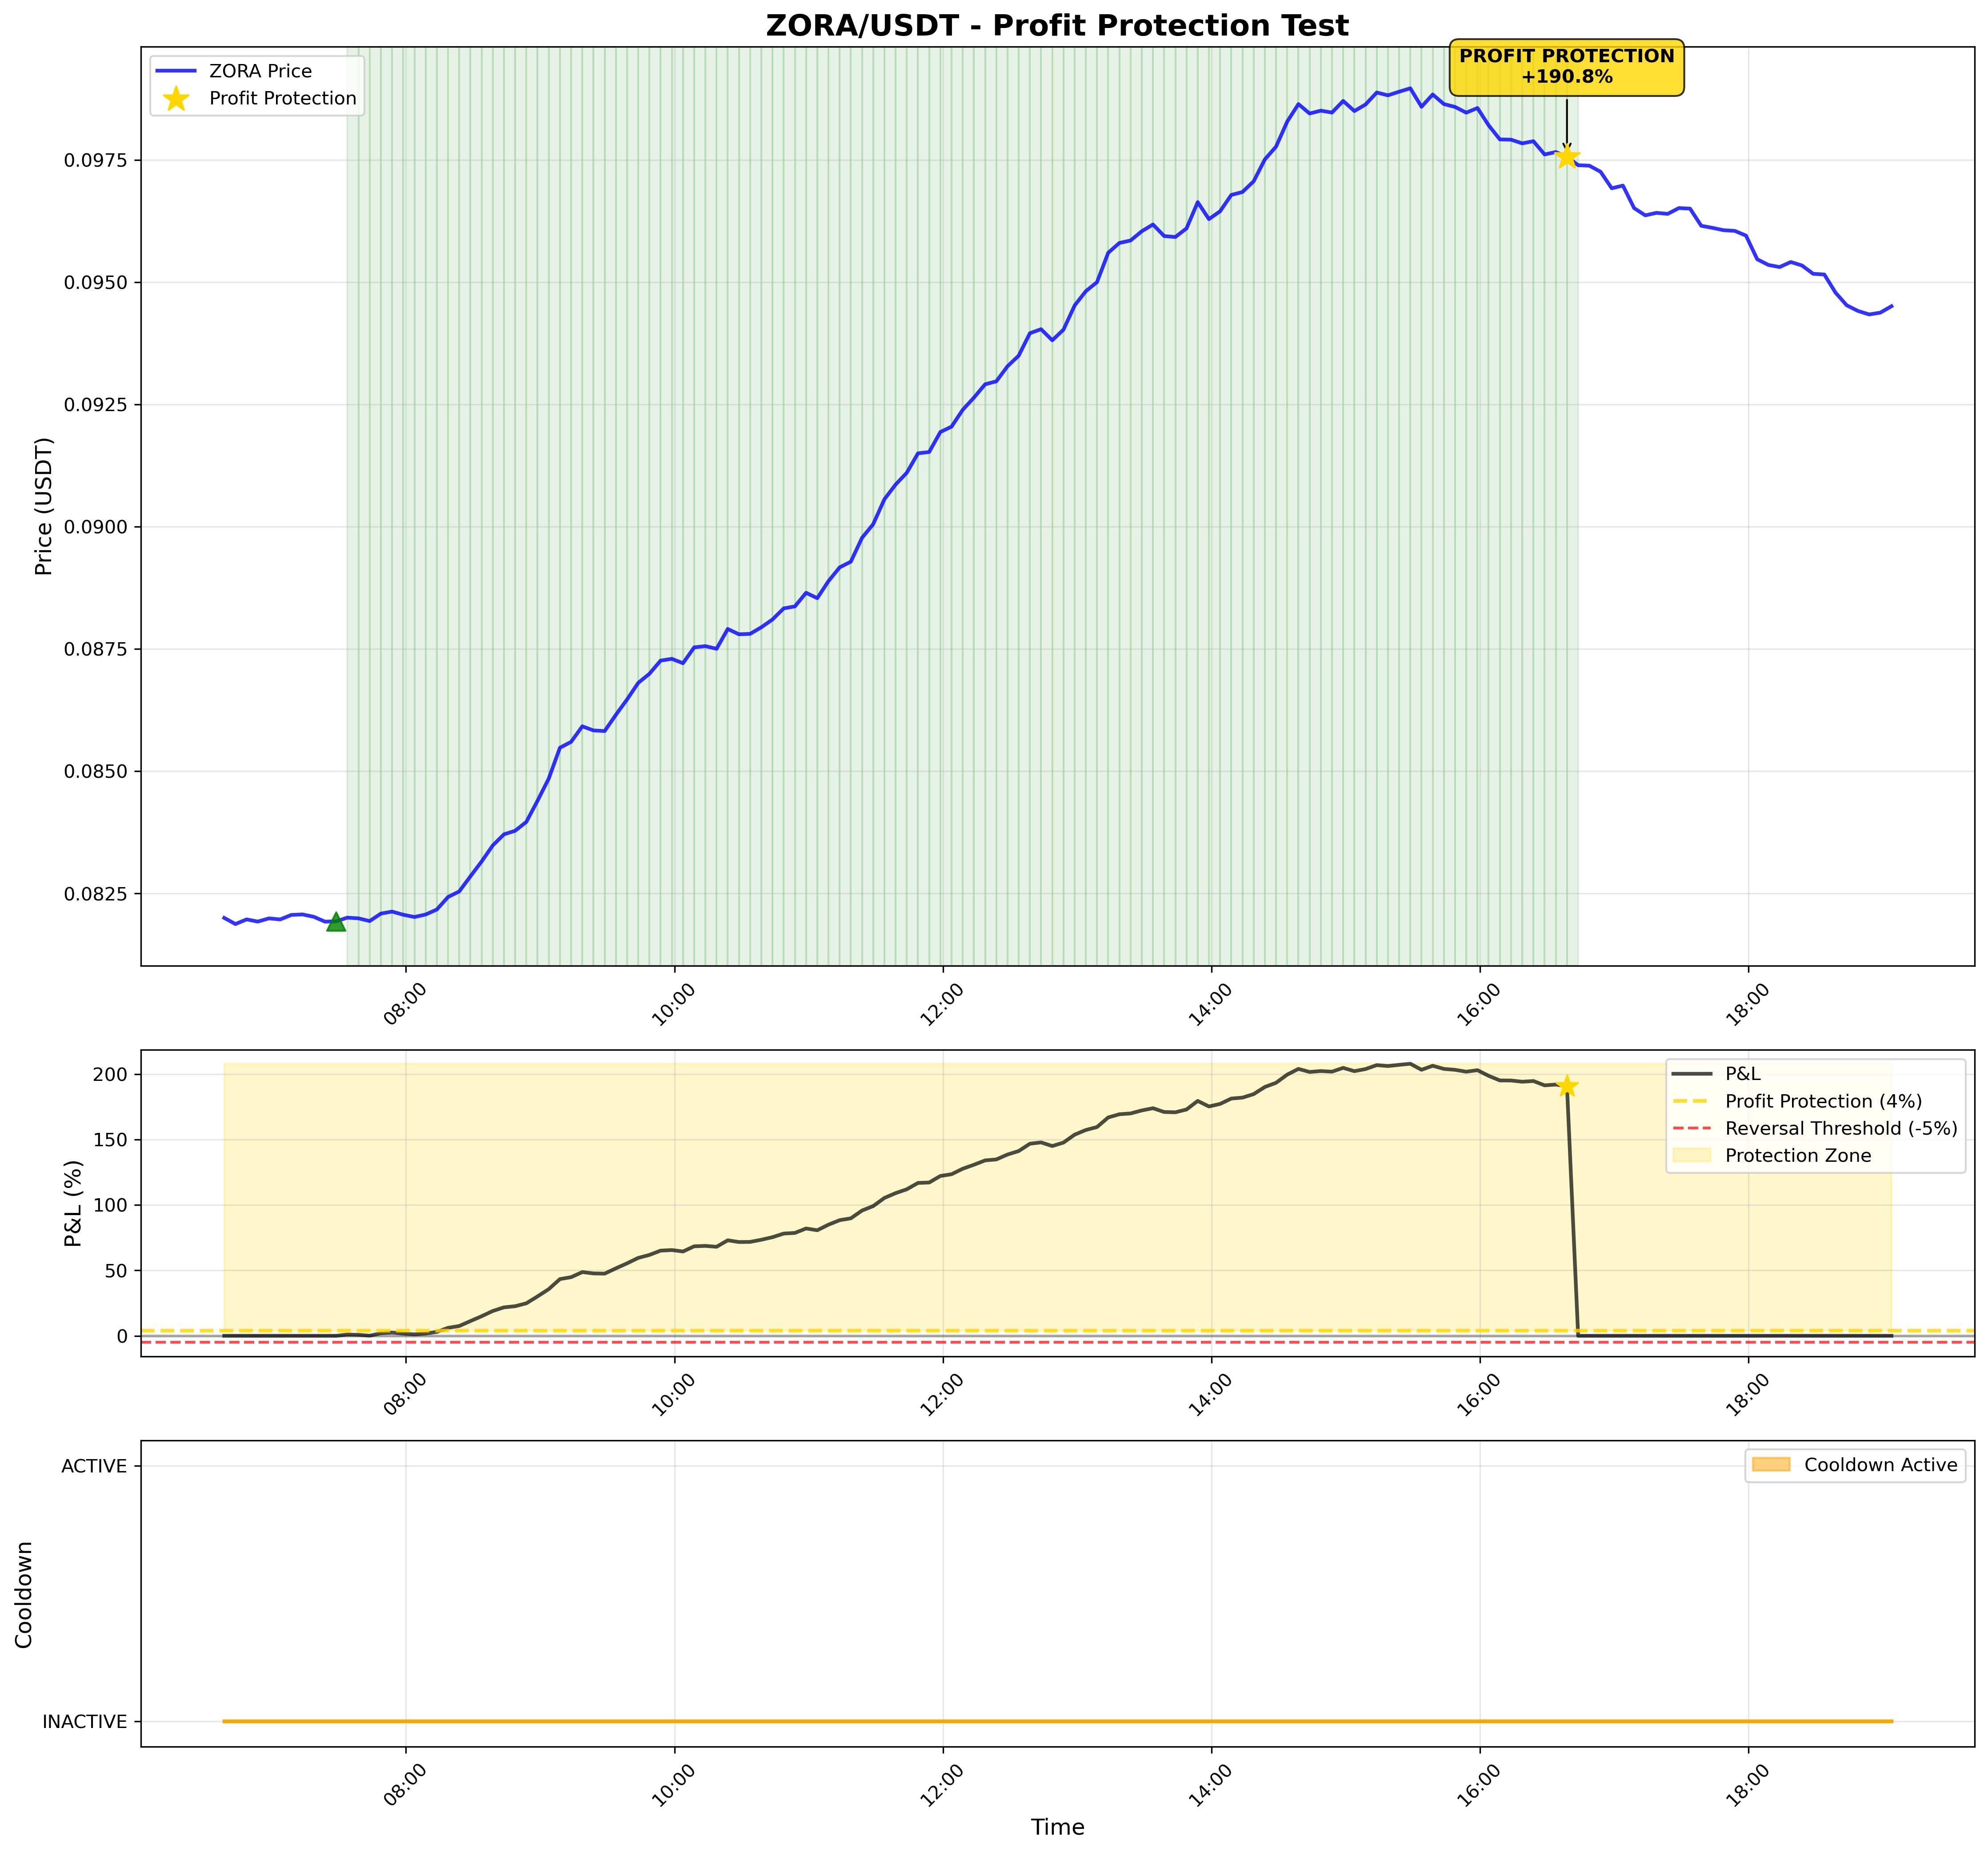 ZORA/USDT - Profit Protection Test
ZORA Price
Profit Protection
PROFIT PROTECTION
+190.8%
Price (USDT)
0.0975
0.0950
0.0925
0.0900
0.0875
0.0850
0.0825
08:00
10:00
12:00
14:00
16:00
18:00
P&L (%)
200
150
100
50
0
P&L
Profit Protection (4%)
Reversal Threshold (-5%)
Protection Zone
08:00
10:00
12:00
14:00
16:00
18:00
Cooldown
ACTIVE
INACTIVE
Cooldown Active
08:00
10:00
12:00
14:00
16:00
18:00
Time